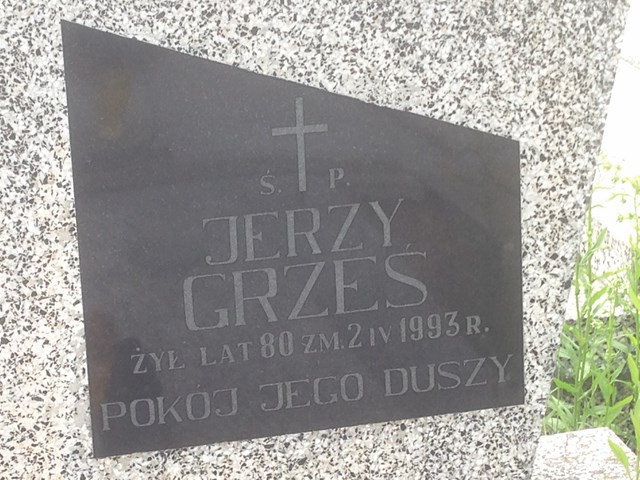 Ś. P.
JERZY
GRZEŚ
ŻYŁ LAT 80 ZM. 2 IV 1993 R.
POKÓJ JEGO DUSZY